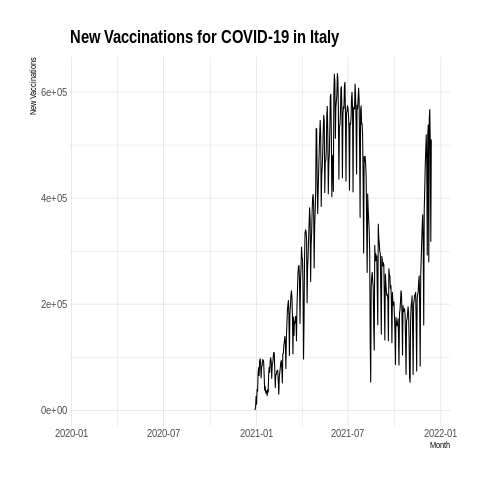 New Vaccinations for COVID-19 in Italy
New Vaccinations
6e+05
4e+05
2e+05
0e+00
2020-01 2020-07 2021-01 2021-07 2022-01
Month